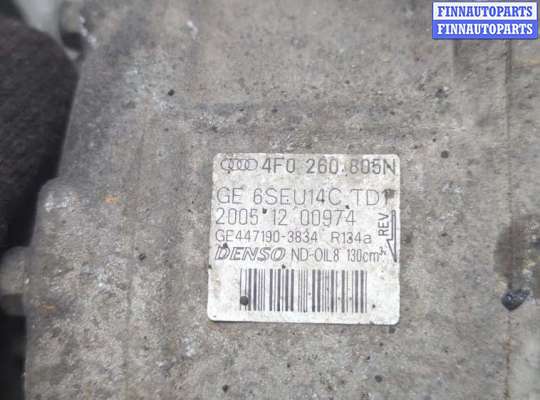 FINNAUTOPARTS
FINNAUTOPARTS
4F0 260 805N
GE 6SEU14C TD1
2005 12 00974
GE447190-3834 R134a
REV
DENSO ND-OIL8 130cm³